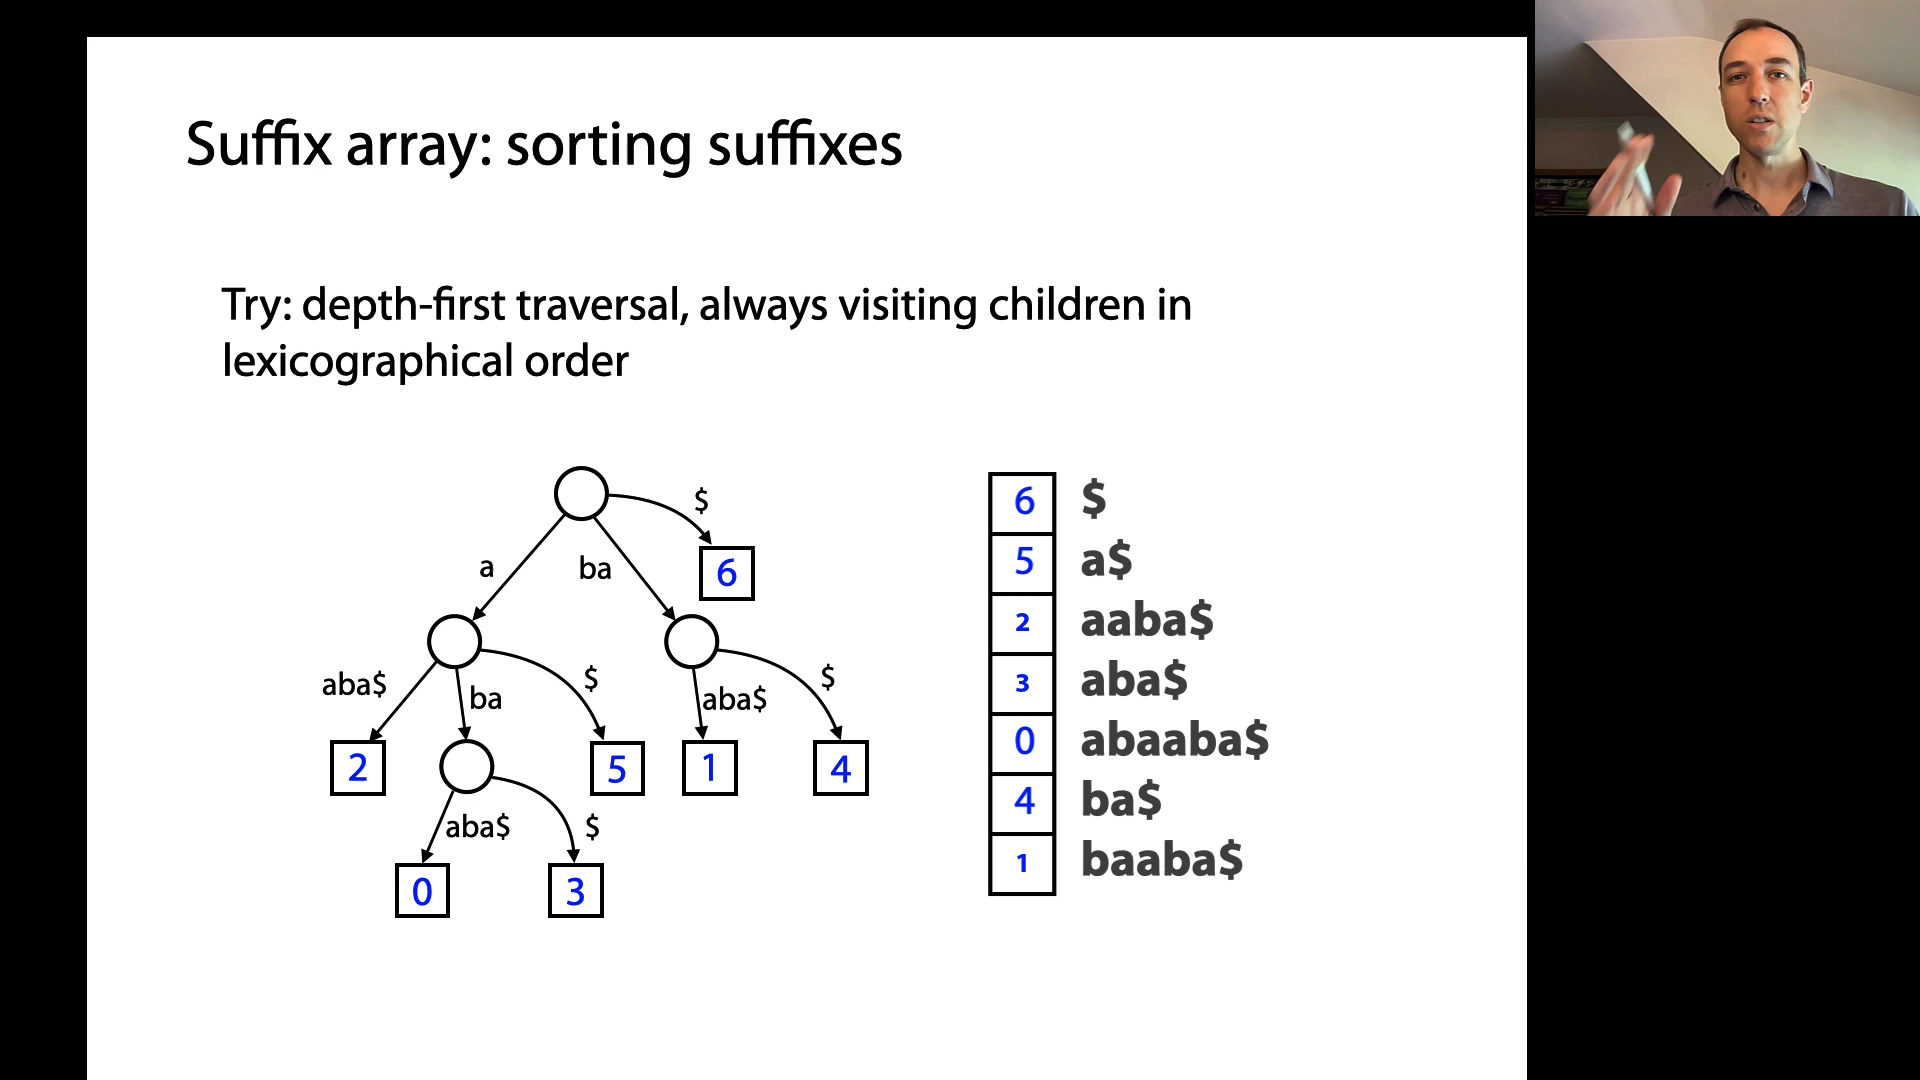 Suffix array: sorting suffixes
Try: depth-first traversal, always visiting children in
lexicographical order
$
a
ba
6
aba$
ba
$
aba$
$
2
5
1
4
aba$
$
0
3
6 $
5 a$
2 aaba$
3 aba$
0 abaaba$
4 ba$
1 baaba$